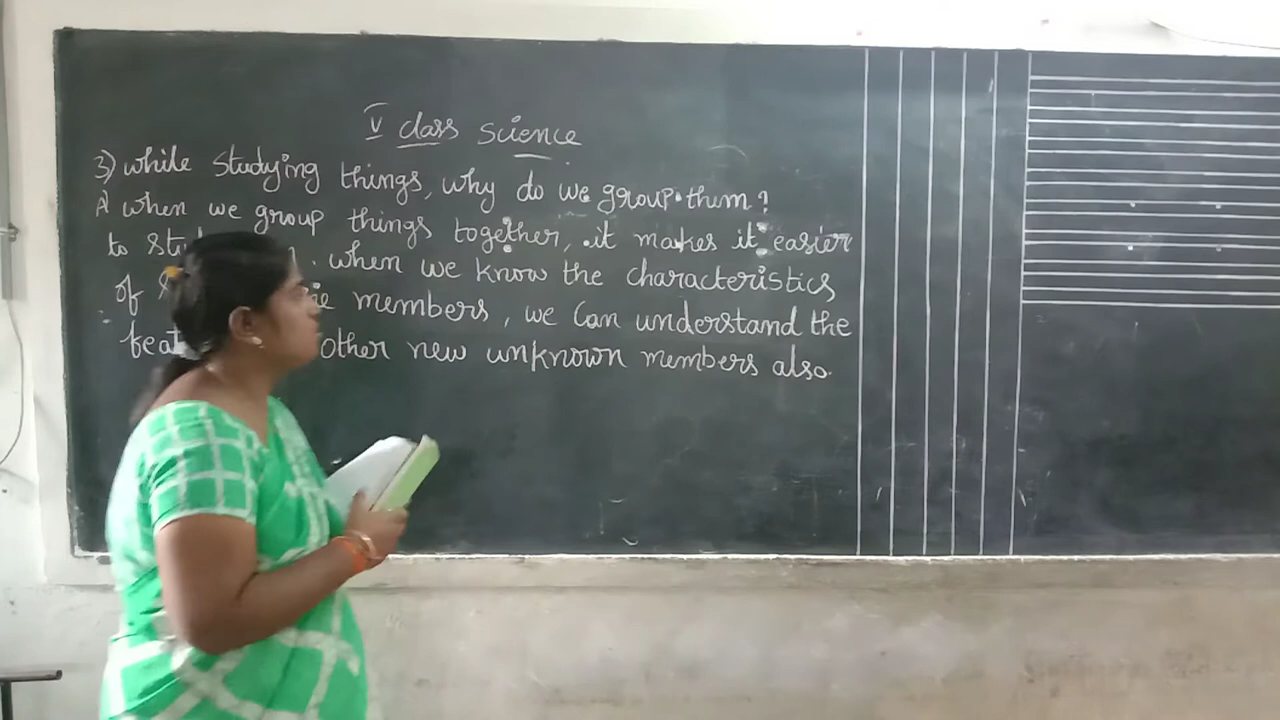 V class science
3) while studying things, why do we group them?
A when we group things together, it makes it easier
to . when we know the characteristics
of members, we can understand the
other new unknown members also.